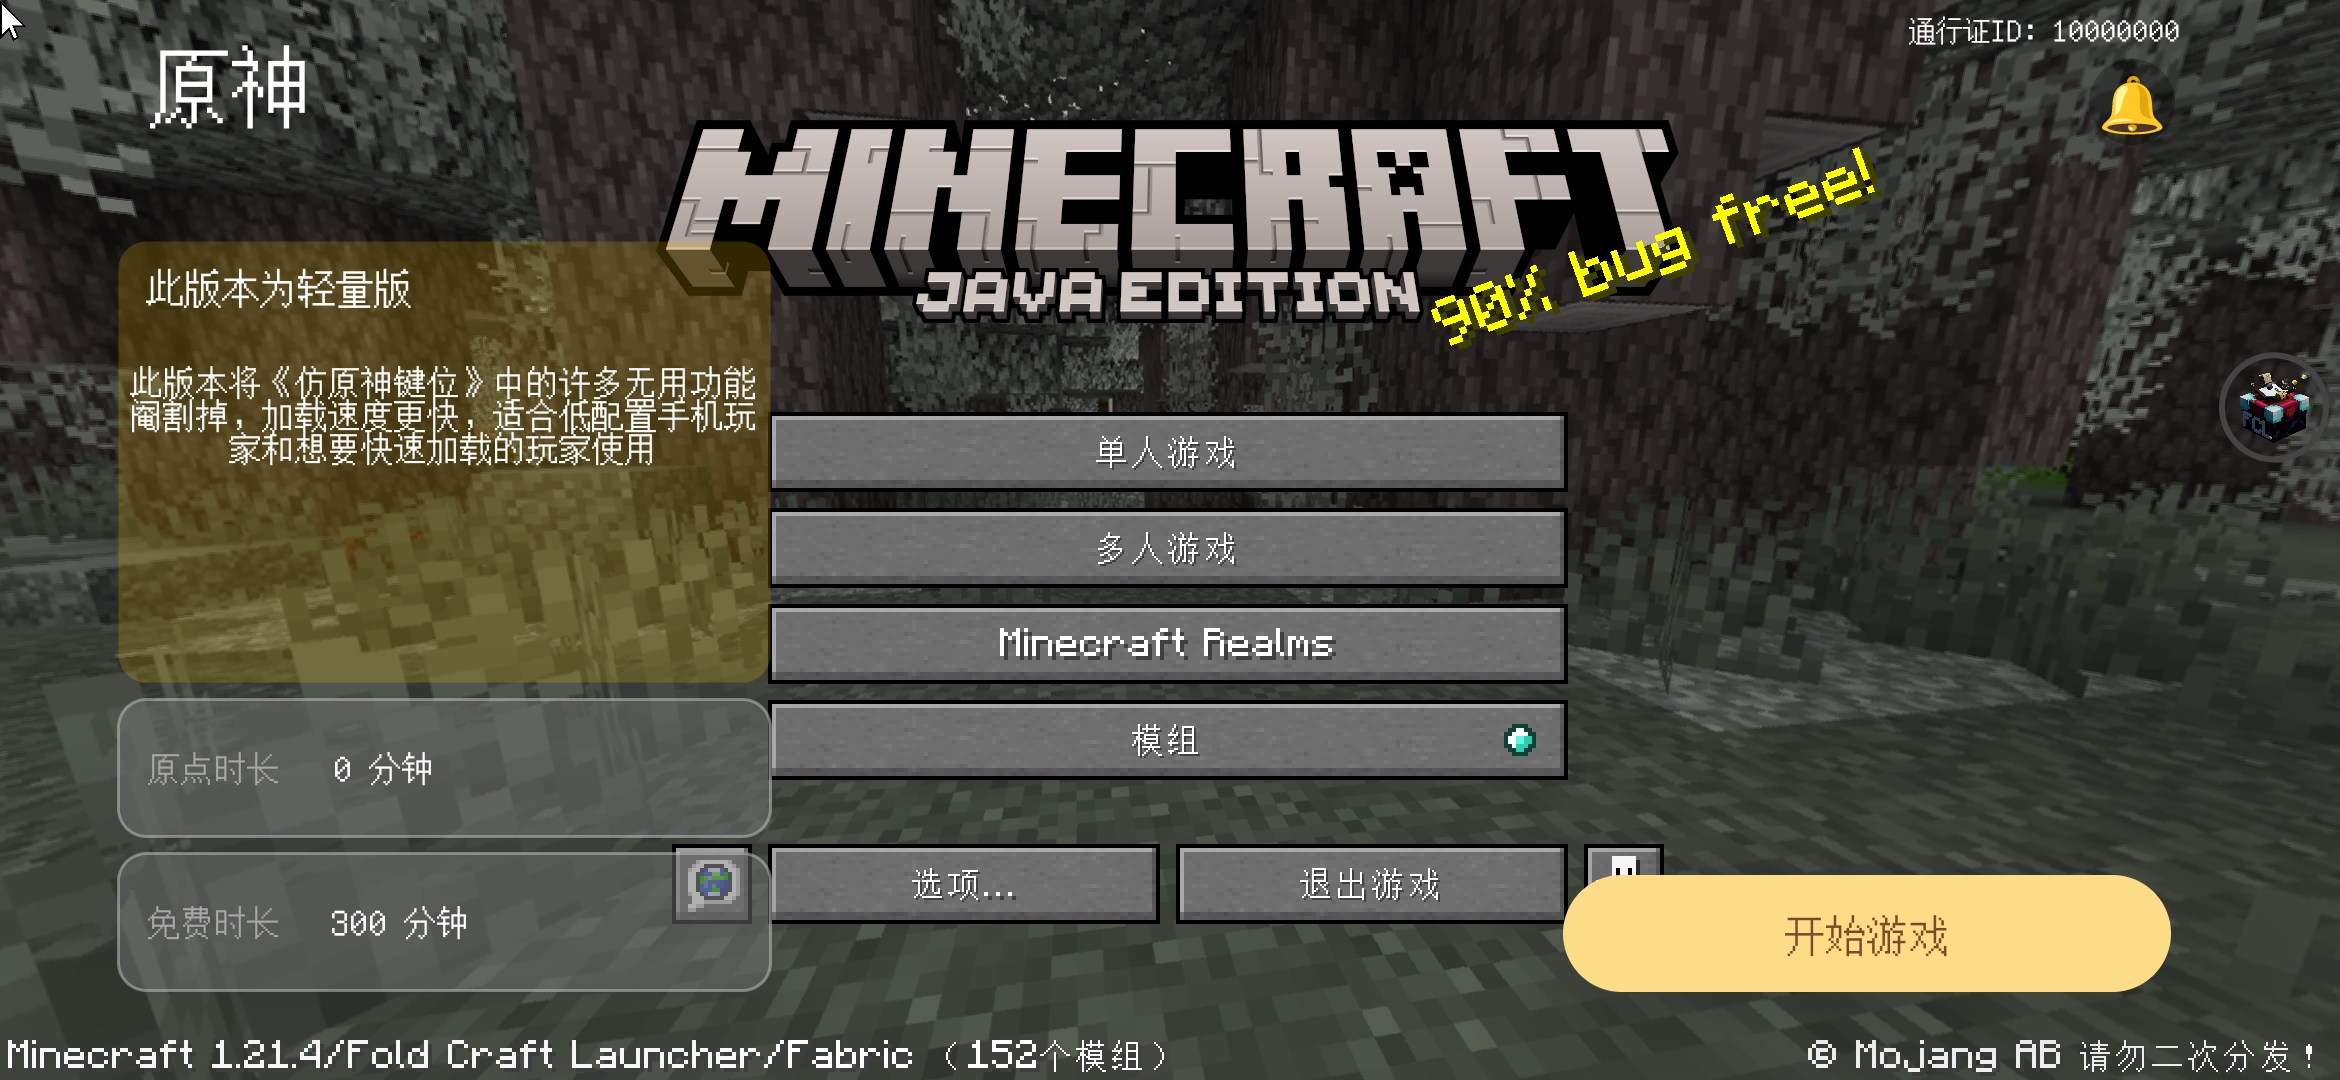 通行证ID: 10000000
原神
MINECRAFT
JAVA EDITION
90% bug free!
此版本为轻量版
此版本将《仿原神键位》中的许多无用功能
阉割掉，加载速度更快，适合低配置手机玩
家和想要快速加载的玩家使用
单人游戏
多人游戏
Minecraft Realms
模组
原点时长 0 分钟
免费时长 300 分钟
选项...
退出游戏
开始游戏
FCL
Minecraft 1.21.4/Fold Craft Launcher/Fabric （152个模组）
© Mojang AB 请勿二次分发！